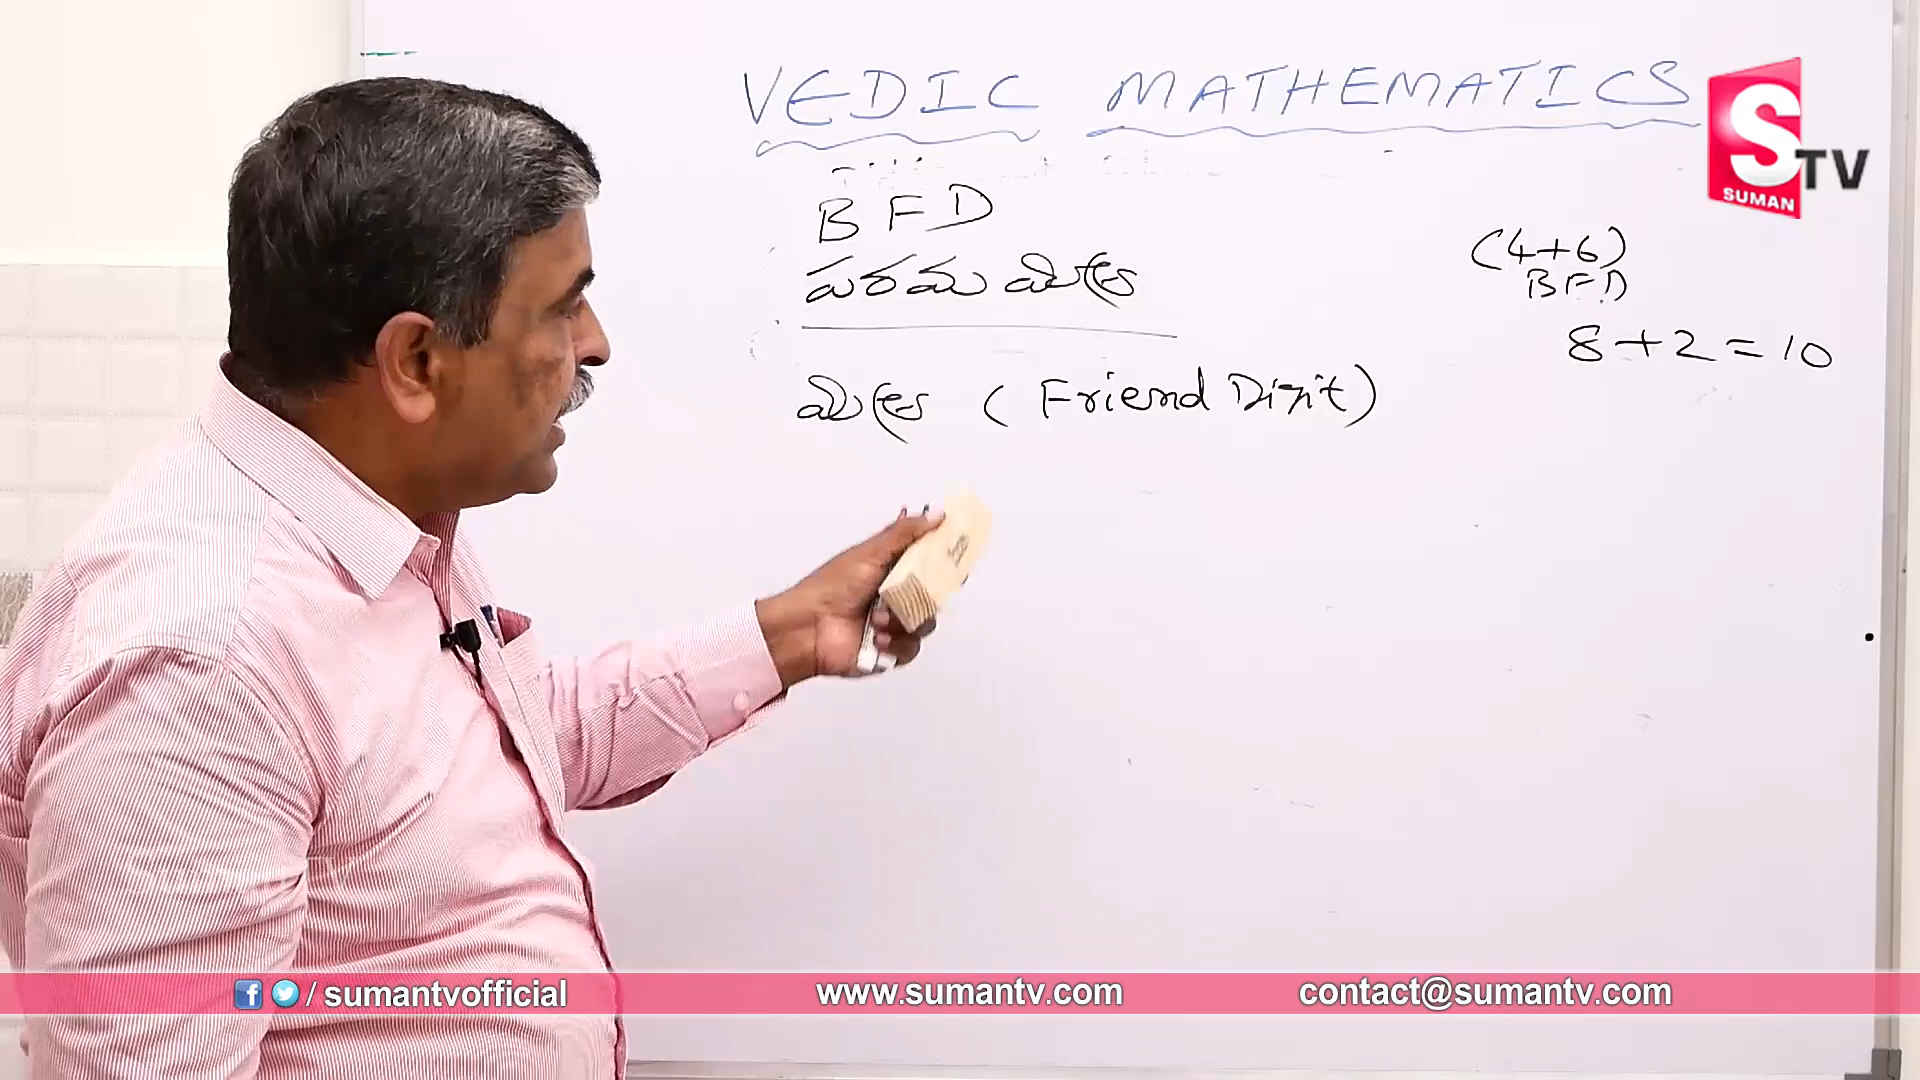 VEDIC MATHEMATICS
S TV
SUMAN
BFD
పరమ మిత్ర
మిత్ర (Friend Digit)
(4+6)
BFD
8+2=10
/ sumantvofficial
www.sumantv.com
contact@sumantv.com